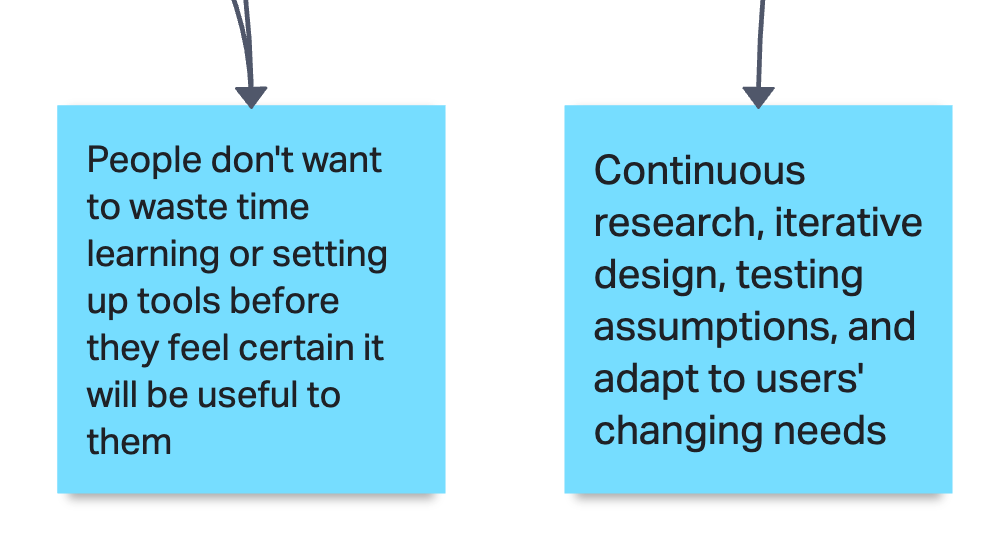 People don't want
to waste time
learning or setting
up tools before
they feel certain it
will be useful to
them
Continuous
research, iterative
design, testing
assumptions, and
adapt to users'
changing needs